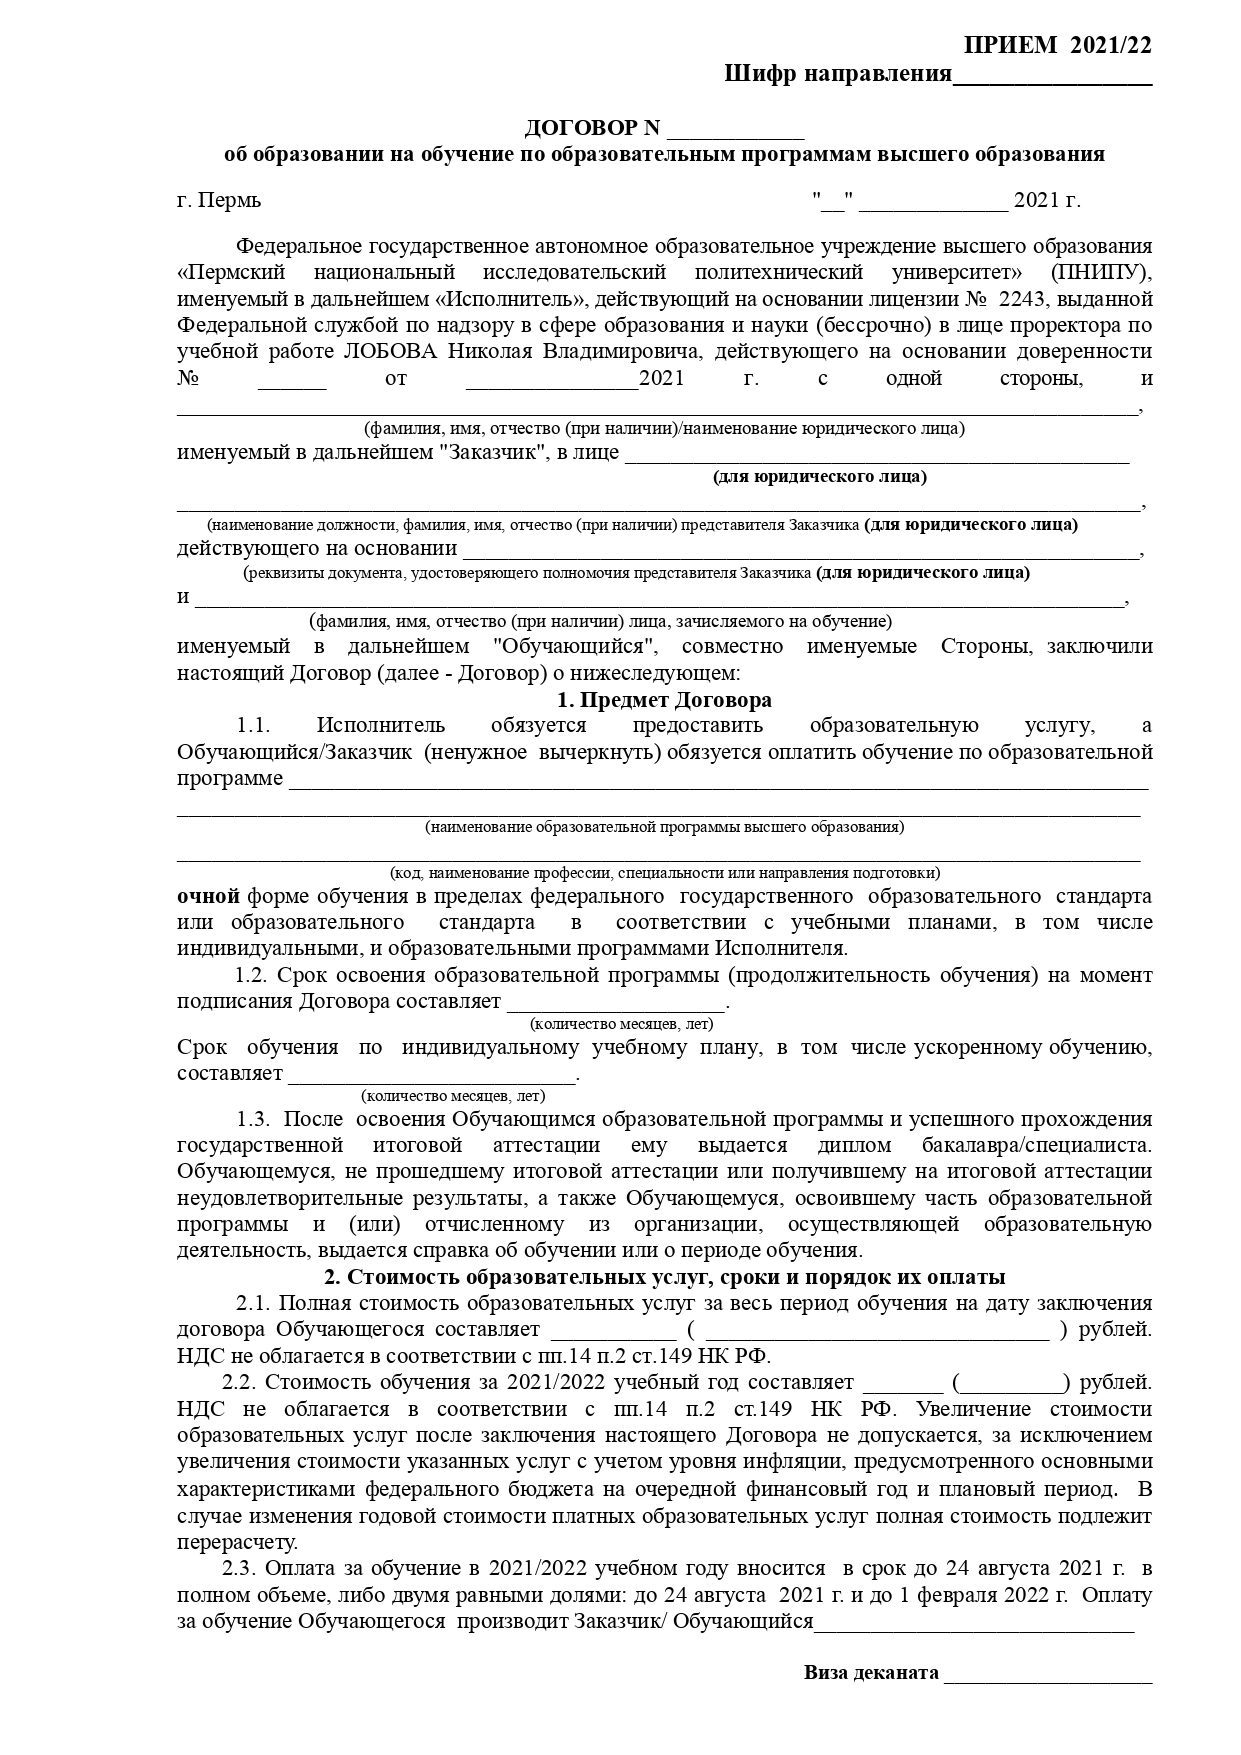 ПРИЕМ 2021/22
Шифр направления________________
ДОГОВОР N ____________
об образовании на обучение по образовательным программам высшего образования
г. Пермь "__" _____________ 2021 г.
Федеральное государственное автономное образовательное учреждение высшего образования
«Пермский национальный исследовательский политехнический университет» (ПНИПУ),
именуемый в дальнейшем «Исполнитель», действующий на основании лицензии № 2243, выданной
Федеральной службой по надзору в сфере образования и науки (бессрочно) в лице проректора по
учебной работе ЛОБОВА Николая Владимировича, действующего на основании доверенности
№ ______ от _______________2021 г. с одной стороны, и
____________________________________________________________________________________,
(фамилия, имя, отчество (при наличии)/наименование юридического лица)
именуемый в дальнейшем "Заказчик", в лице ____________________________________________
(для юридического лица)
____________________________________________________________________________________,
(наименование должности, фамилия, имя, отчество (при наличии) представителя Заказчика (для юридического лица)
действующего на основании ___________________________________________________________,
(реквизиты документа, удостоверяющего полномочия представителя Заказчика (для юридического лица)
и _________________________________________________________________________________,
(фамилия, имя, отчество (при наличии) лица, зачисляемого на обучение)
именуемый в дальнейшем "Обучающийся", совместно именуемые Стороны, заключили
настоящий Договор (далее - Договор) о нижеследующем:
1. Предмет Договора
1.1. Исполнитель обязуется предоставить образовательную услугу, а
Обучающийся/Заказчик (ненужное вычеркнуть) обязуется оплатить обучение по образовательной
программе ___________________________________________________________________________
____________________________________________________________________________________
(наименование образовательной программы высшего образования)
____________________________________________________________________________________
(код, наименование профессии, специальности или направления подготовки)
очной форме обучения в пределах федерального государственного образовательного стандарта
или образовательного стандарта в соответствии с учебными планами, в том числе
индивидуальными, и образовательными программами Исполнителя.
1.2. Срок освоения образовательной программы (продолжительность обучения) на момент
подписания Договора составляет ___________________.
(количество месяцев, лет)
Срок обучения по индивидуальному учебному плану, в том числе ускоренному обучению,
составляет _________________________.
(количество месяцев, лет)
1.3. После освоения Обучающимся образовательной программы и успешного прохождения
государственной итоговой аттестации ему выдается диплом бакалавра/специалиста.
Обучающемуся, не прошедшему итоговой аттестации или получившему на итоговой аттестации
неудовлетворительные результаты, а также Обучающемуся, освоившему часть образовательной
программы и (или) отчисленному из организации, осуществляющей образовательную
деятельность, выдается справка об обучении или о периоде обучения.
2. Стоимость образовательных услуг, сроки и порядок их оплаты
2.1. Полная стоимость образовательных услуг за весь период обучения на дату заключения
договора Обучающегося составляет ___________ ( ______________________________ ) рублей.
НДС не облагается в соответствии с пп.14 п.2 ст.149 НК РФ.
2.2. Стоимость обучения за 2021/2022 учебный год составляет _______ (_________) рублей.
НДС не облагается в соответствии с пп.14 п.2 ст.149 НК РФ. Увеличение стоимости
образовательных услуг после заключения настоящего Договора не допускается, за исключением
увеличения стоимости указанных услуг с учетом уровня инфляции, предусмотренного основными
характеристиками федерального бюджета на очередной финансовый год и плановый период. В
случае изменения годовой стоимости платных образовательных услуг полная стоимость подлежит
перерасчету.
2.3. Оплата за обучение в 2021/2022 учебном году вносится в срок до 24 августа 2021 г. в
полном объеме, либо двумя равными долями: до 24 августа 2021 г. и до 1 февраля 2022 г. Оплату
за обучение Обучающегося производит Заказчик/ Обучающийся____________________________
Виза деканата ___________________